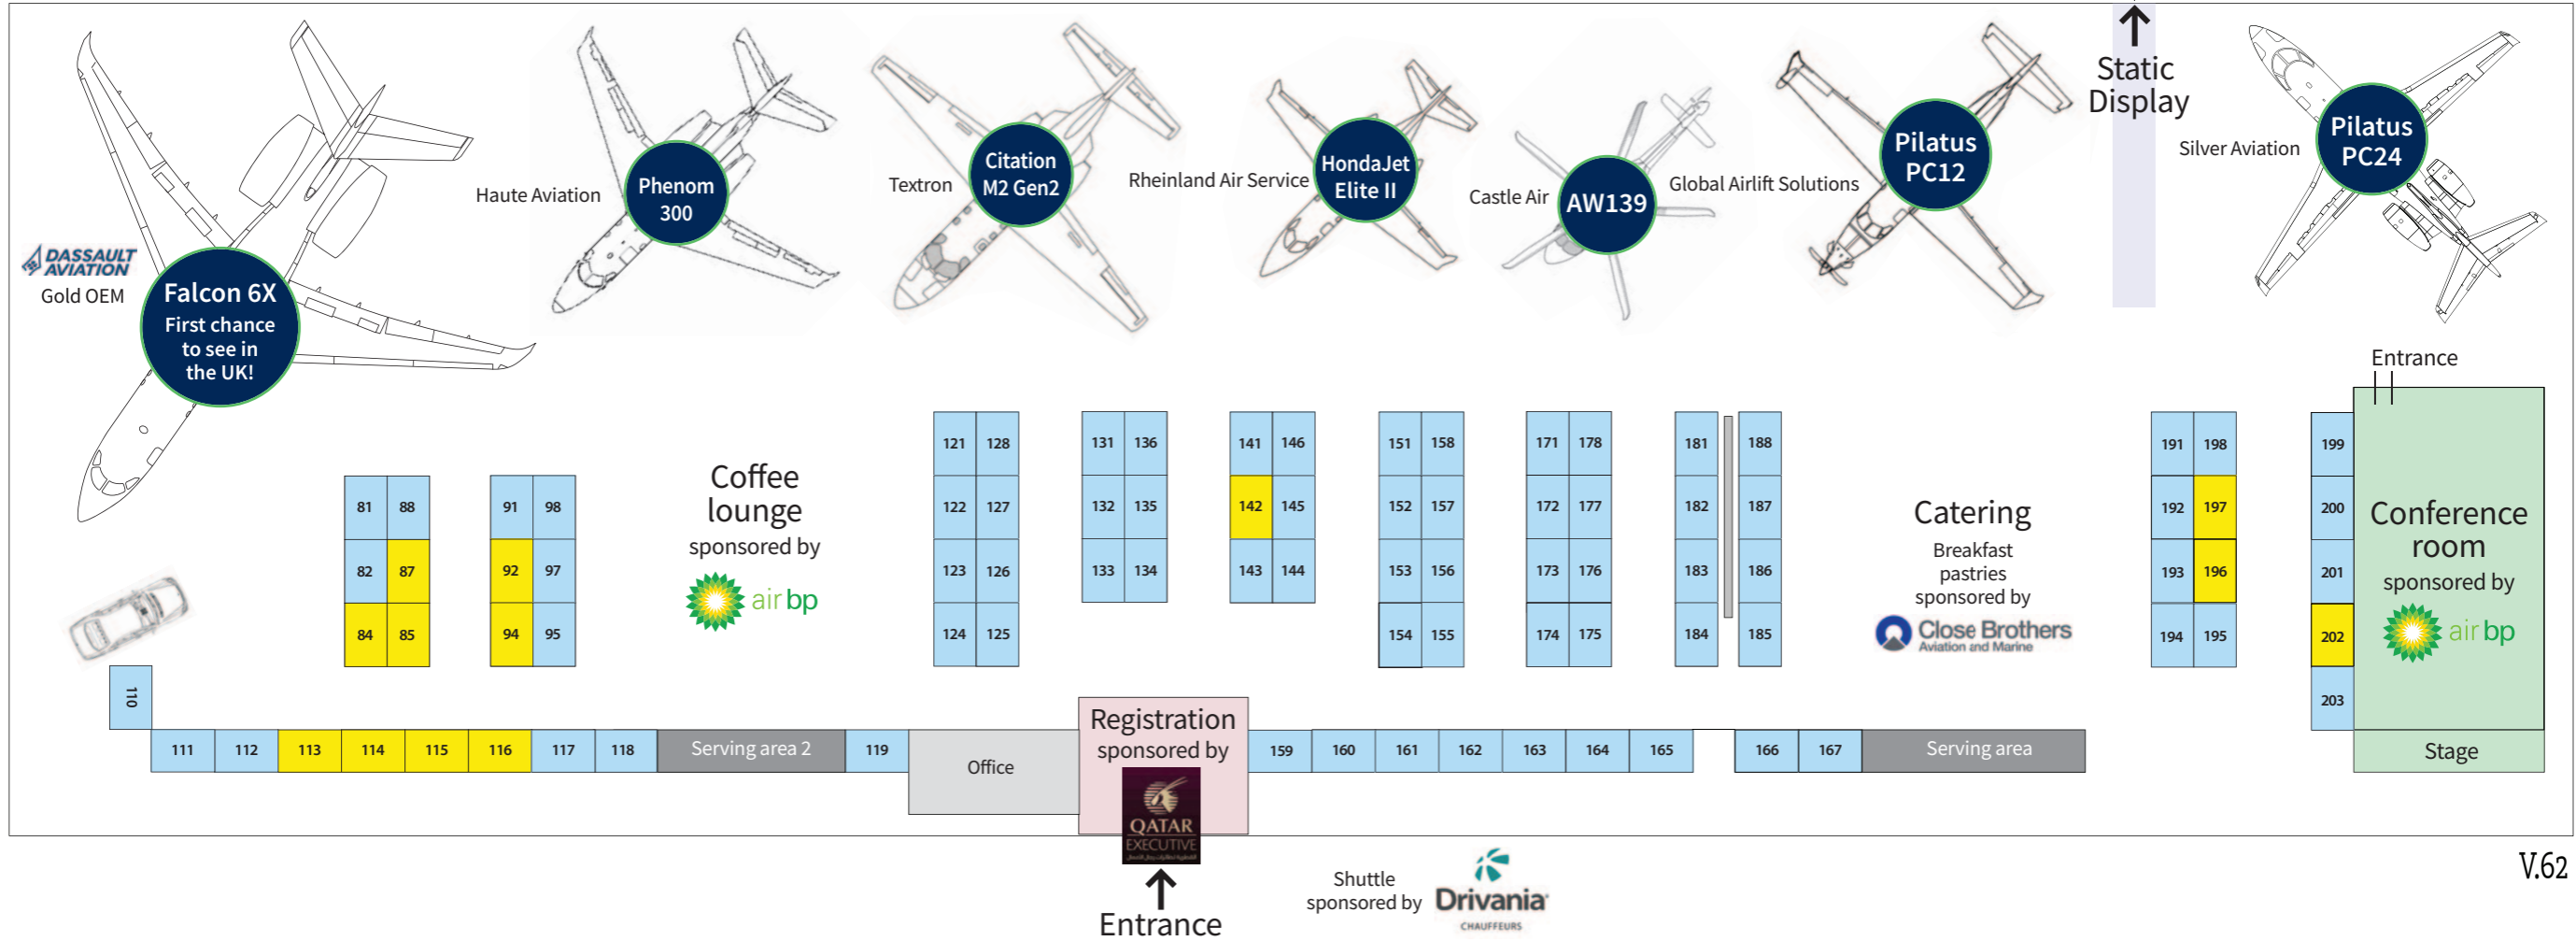 Static
Display
DASSAULT
AVIATION
Gold OEM
Falcon 6X
First chance
to see in
the UK!
Haute Aviation
Phenom
300
Textron
Citation
M2 Gen2
Rheinland Air Service
HondaJet
Elite II
Castle Air
AW139
Global Airlift Solutions
Pilatus
PC12
Silver Aviation
Pilatus
PC24
Entrance
81 88
82 87
84 85
91 98
92 97
94 95
Coffee
lounge
sponsored by
air bp
121 128
122 127
123 126
124 125
131 136
132 135
133 134
141 146
142 145
143 144
151 158
152 157
153 156
154 155
171 178
172 177
173 176
174 175
181 188
182 187
183 186
184 185
Catering
Breakfast
pastries
sponsored by
Close Brothers
Aviation and Marine
191 198
192 197
193 196
194 195
199
200
201
202
203
Conference
room
sponsored by
air bp
Stage
110
111 112 113 114 115 116 117 118 Serving area 2 119
Office
Registration
sponsored by
QATAR
EXECUTIVE
159 160 161 162 163 164 165 166 167 Serving area
Entrance
Shuttle
sponsored by
Drivania
CHAUFFEURS
V.62